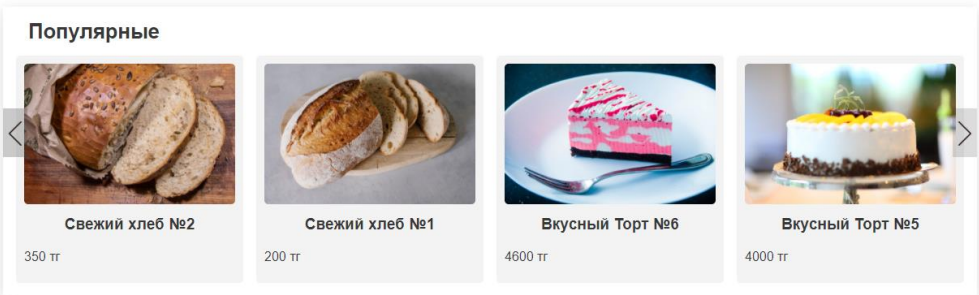 Популярные
Свежий хлеб №2
350 тг
Свежий хлеб №1
200 тг
Вкусный Торт №6
4600 тг
Вкусный Торт №5
4000 тг